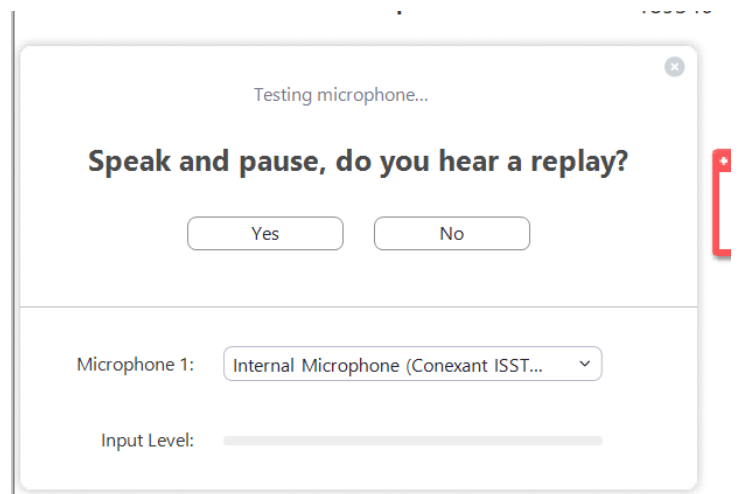 Testing microphone...
Speak and pause, do you hear a replay?
Yes No
Microphone 1: Internal Microphone (Conexant ISST...
Input Level: